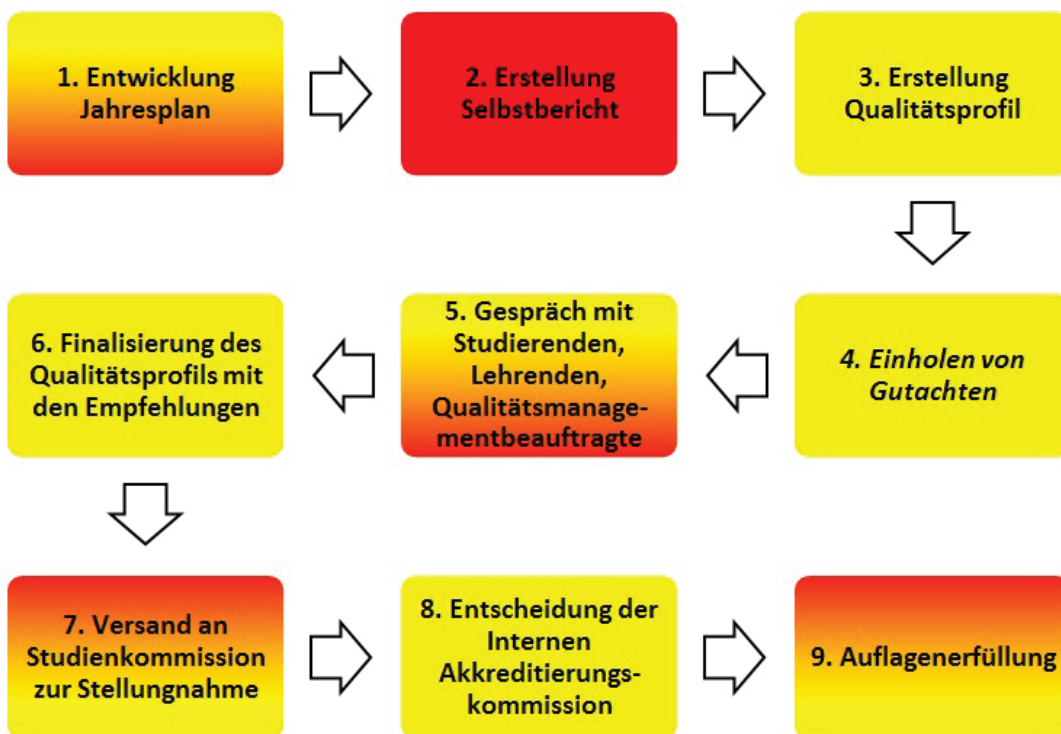 1. Entwicklung
Jahresplan
2. Erstellung
Selbstbericht
3. Erstellung
Qualitätsprofil
4. Einholen von
Gutachten
5. Gespräch mit
Studierenden,
Lehrenden,
Qualitätsmanage-
mentbeauftragte
6. Finalisierung des
Qualitätsprofils mit
den Empfehlungen
7. Versand an
Studienkommission
zur Stellungnahme
8. Entscheidung der
Internen
Akkreditierungs-
kommission
9. Auflagenerfüllung